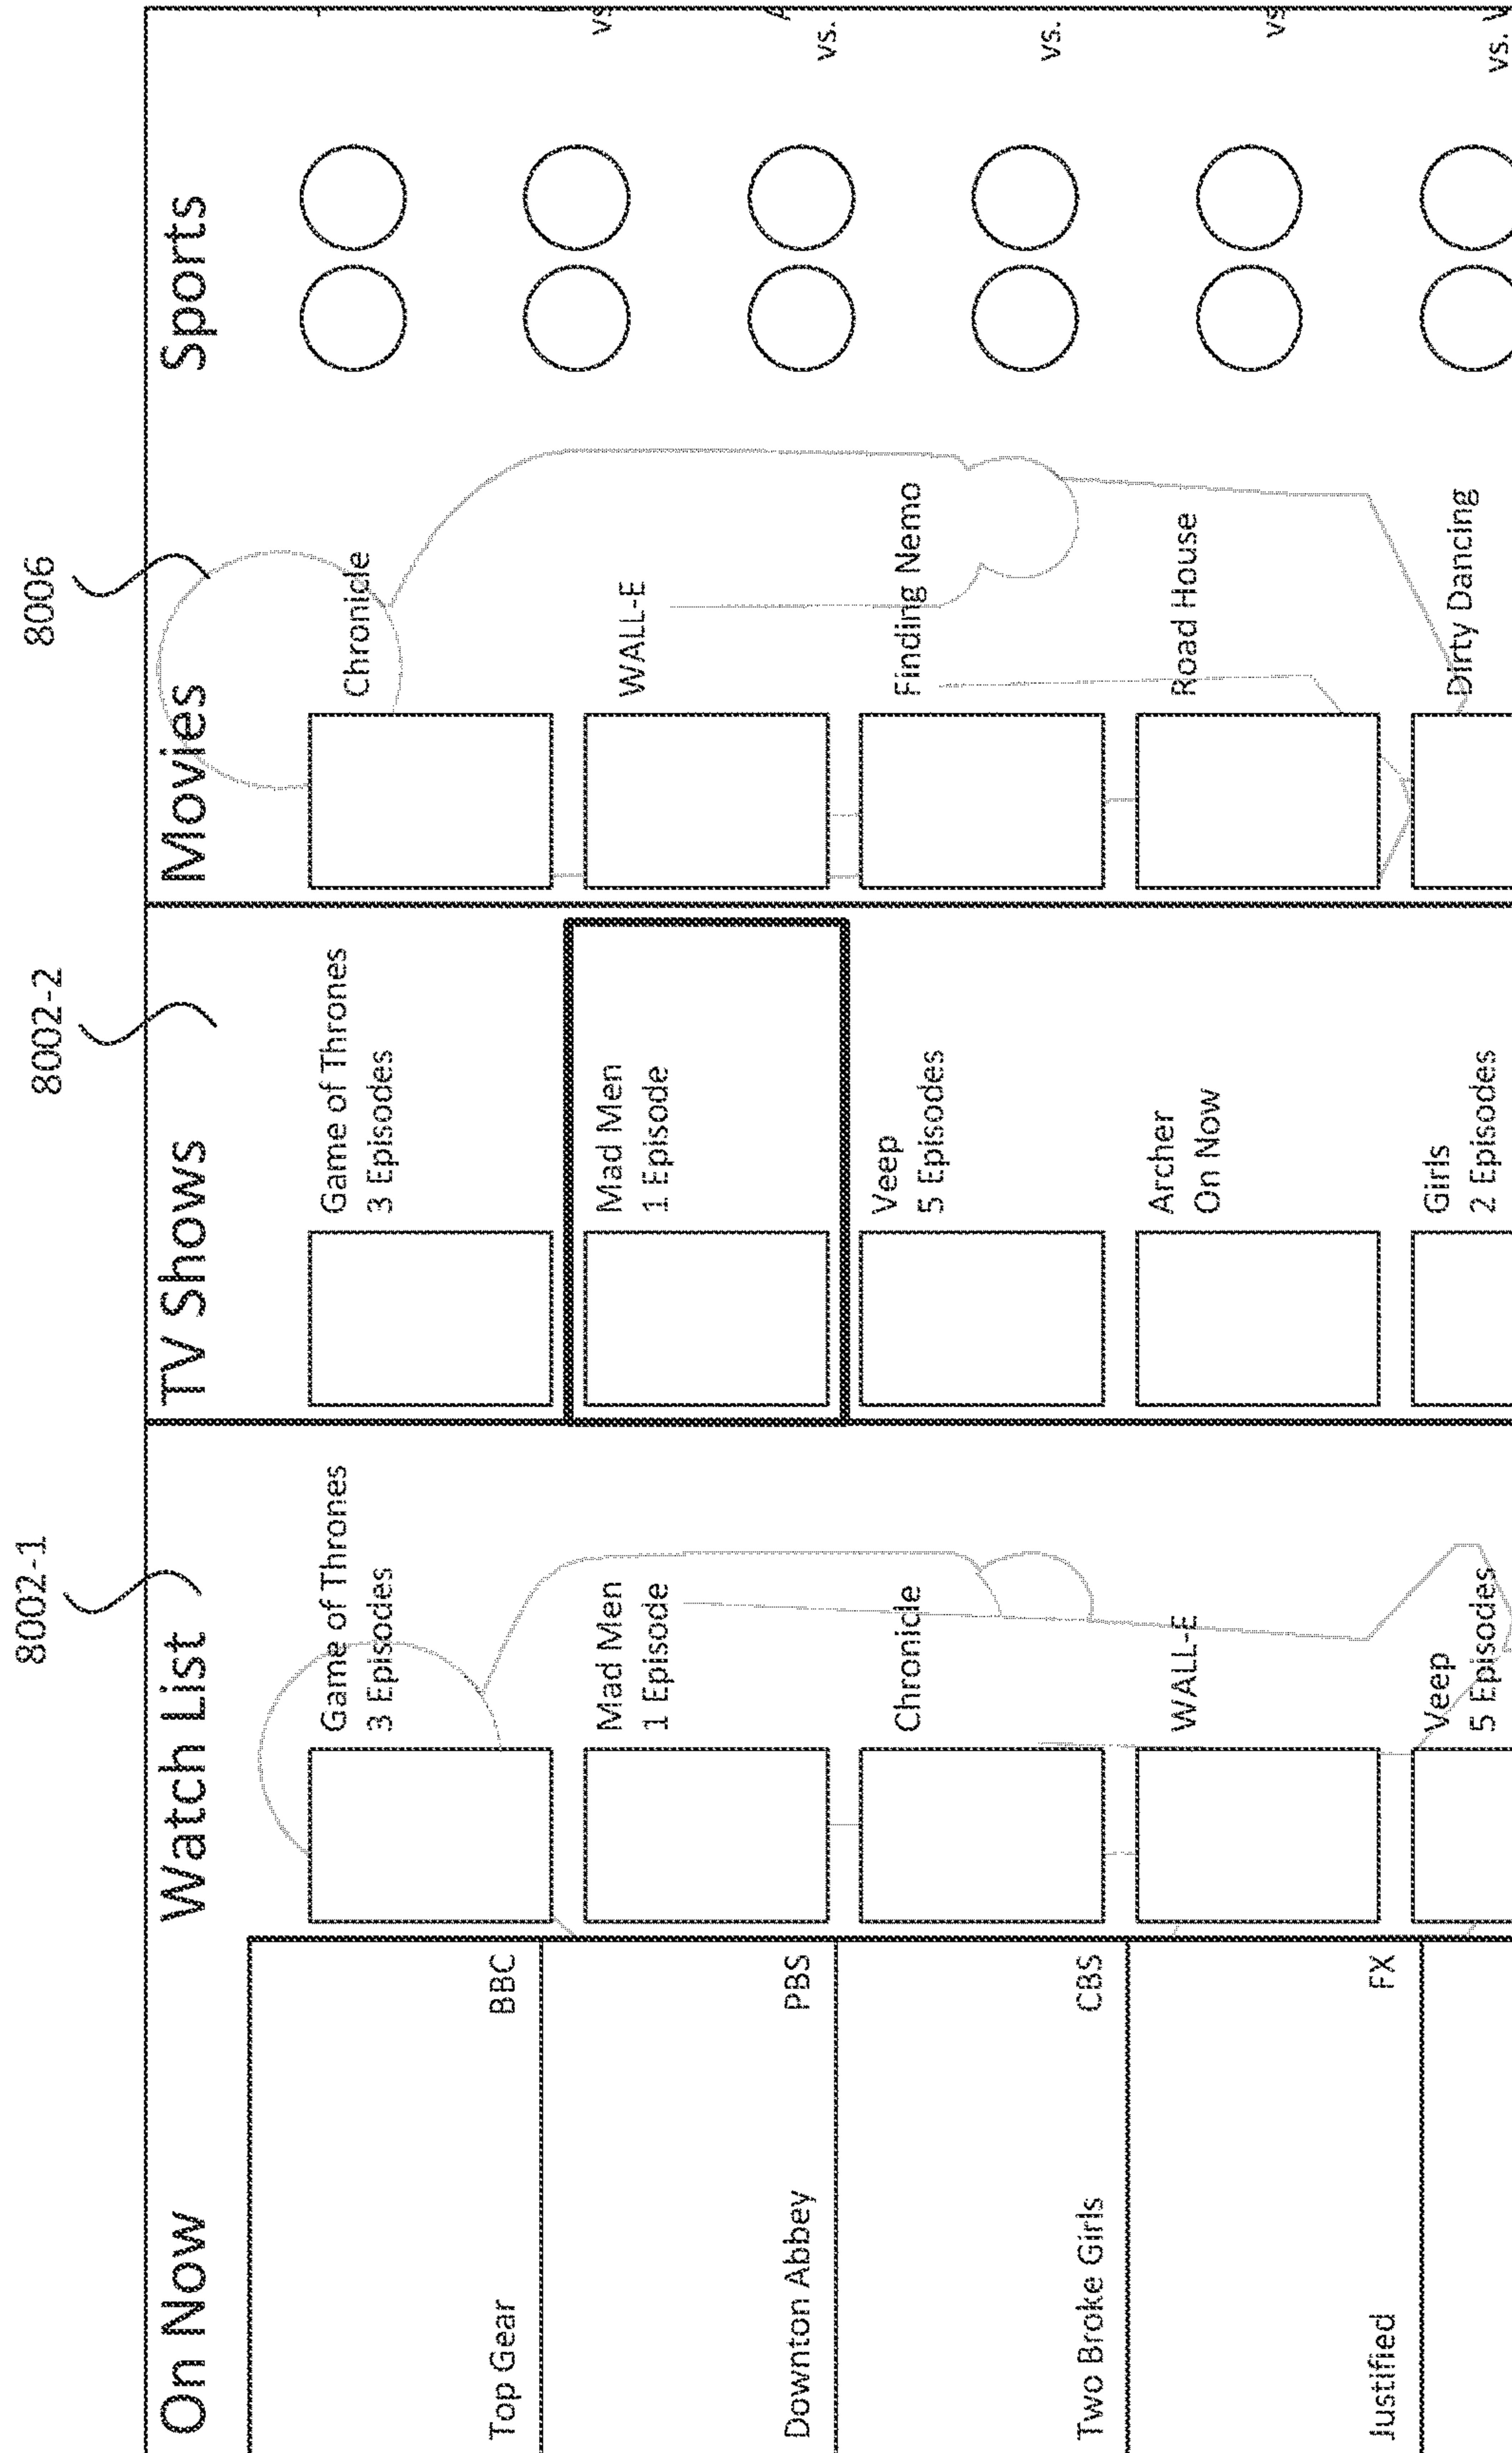 8002-1
8002-2
8006
On Now
Top Gear
BBC
Downton Abbey
PBS
Two Broke Girls
CBS
Justified
FX
Watch List
Game of Thrones
3 Episodes
Mad Men
1 Episode
Chronicle
WALL-E
Veep
5 Episodes
TV Shows
Game of Thrones
3 Episodes
Mad Men
1 Episode
Veep
5 Episodes
Archer
On Now
Girls
2 Episodes
Movies
Chronicle
WALL-E
Finding Nemo
Road House
Dirty Dancing
Sports
vs
vs.
vs.
vs
vs.